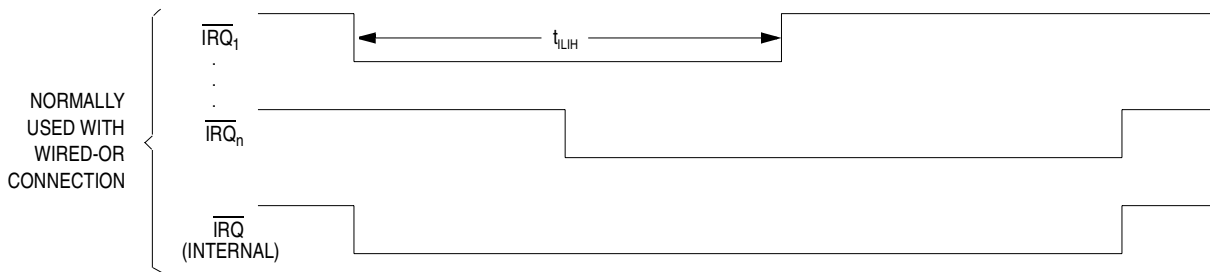 IRQ1
.
.
.
NORMALLY
USED WITH
WIRED-OR
CONNECTION
IRQn
IRQ
(INTERNAL)
tILIH